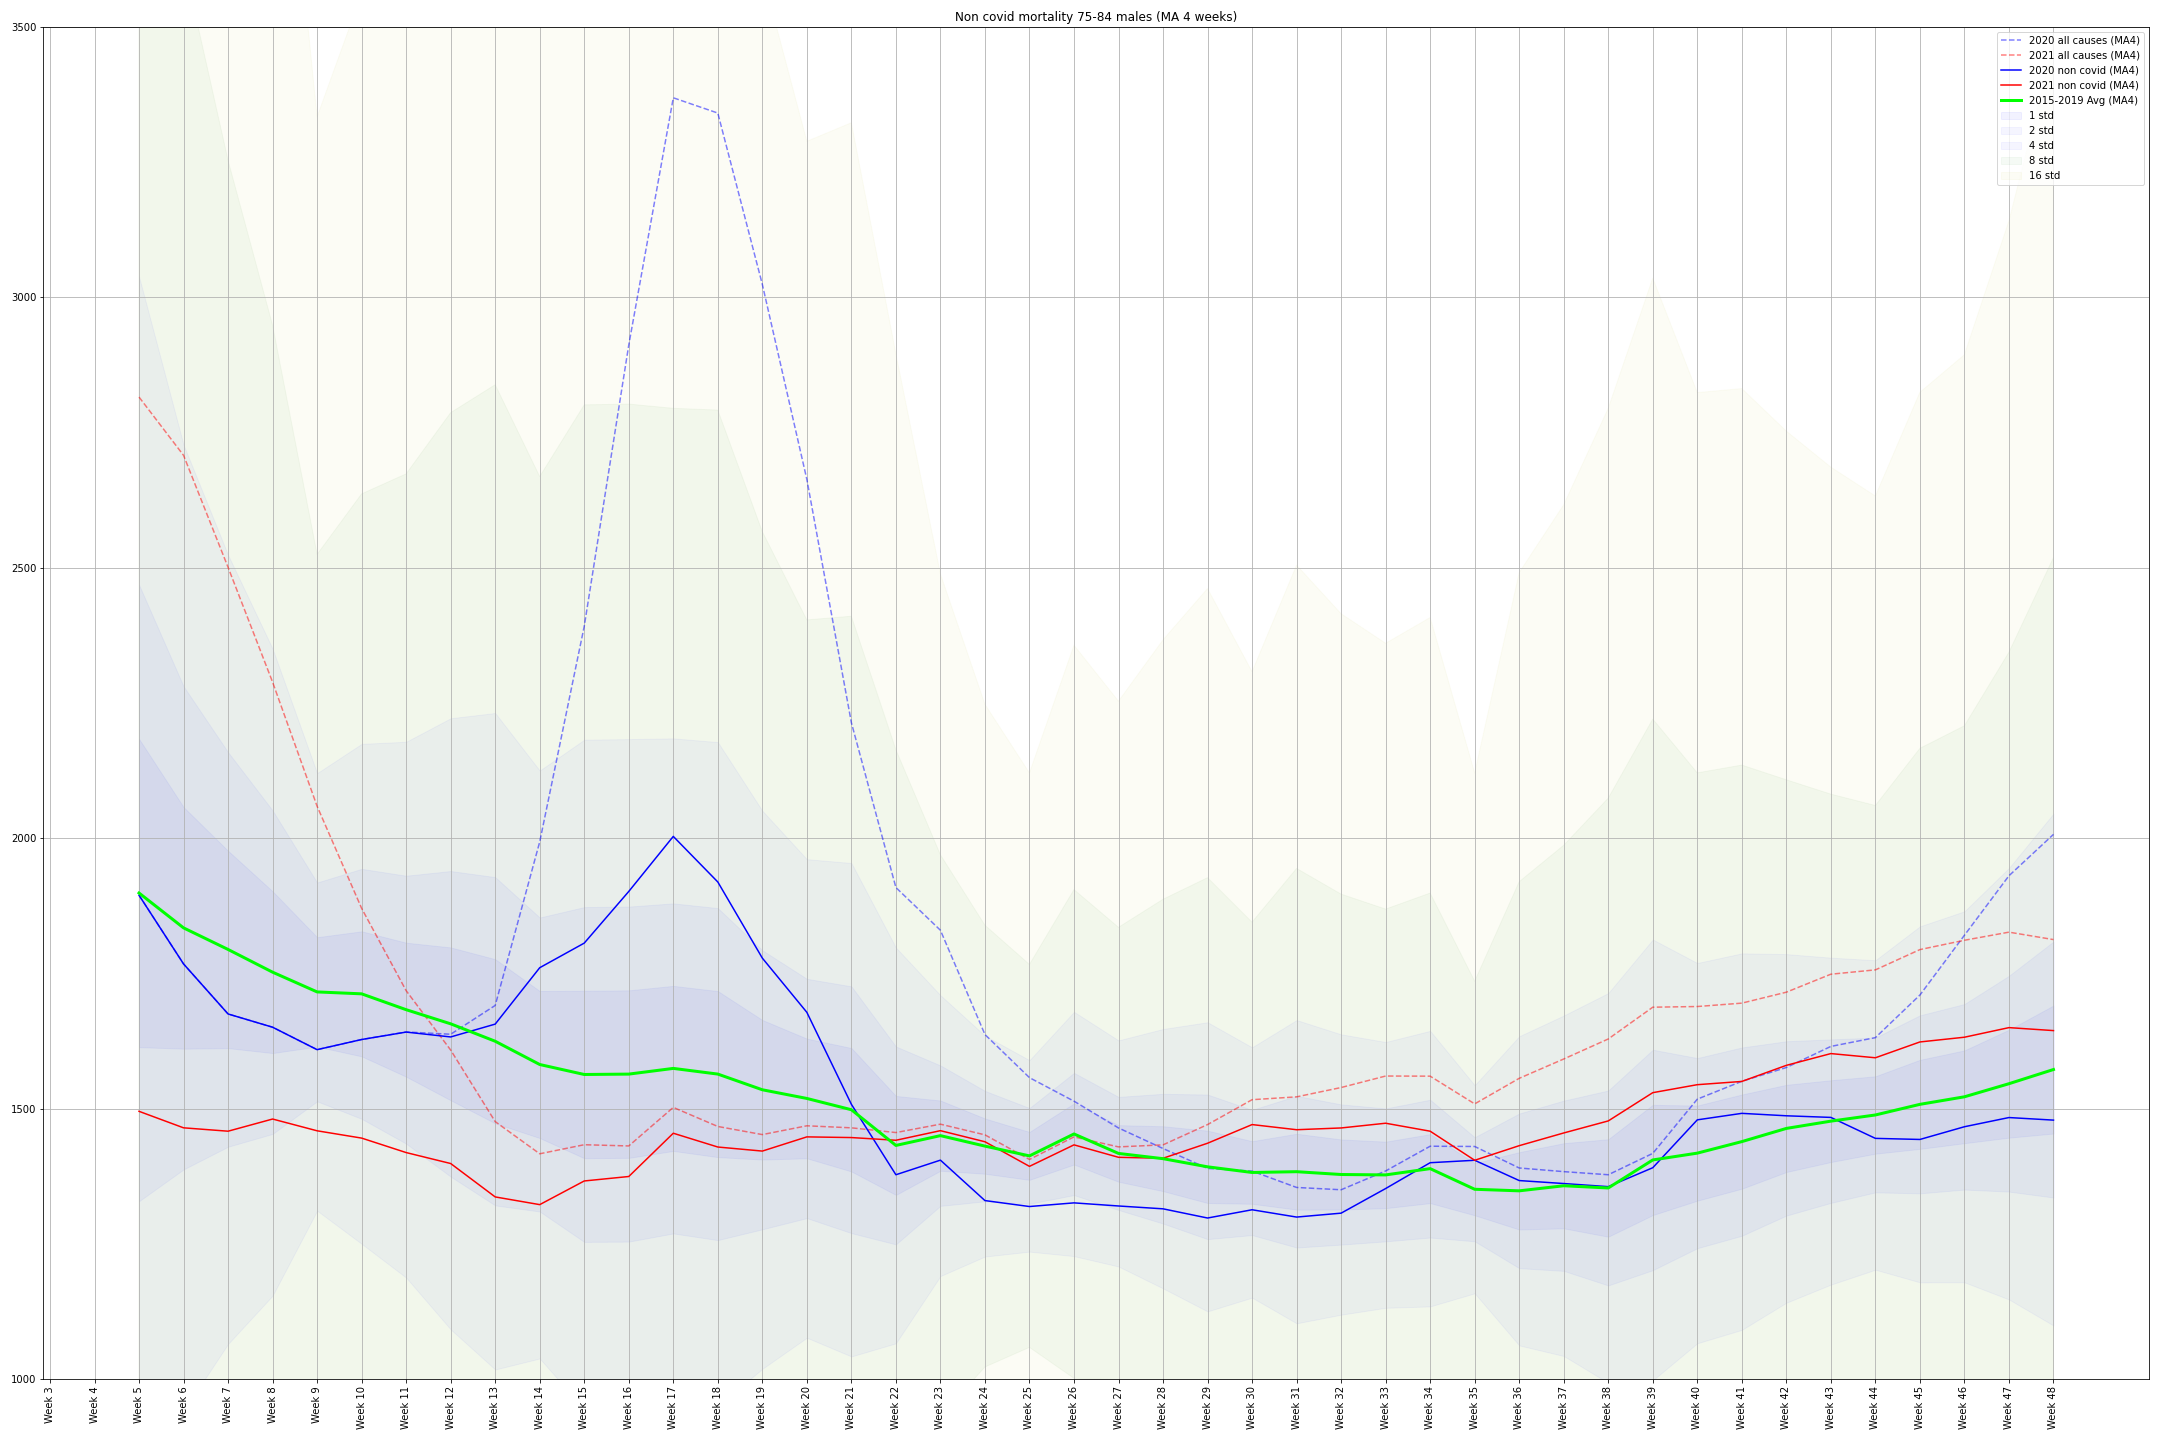 Non covid mortality 75-84 males (MA 4 weeks)
3500
3000
2500
2000
1500
1000
2020 all causes (MA4)
2021 all causes (MA4)
2020 non covid (MA4)
2021 non covid (MA4)
2015-2019 Avg (MA4)
1 std
2 std
4 std
8 std
16 std
Week 3
Week 4
Week 5
Week 6
Week 7
Week 8
Week 9
Week 10
Week 11
Week 12
Week 13
Week 14
Week 15
Week 16
Week 17
Week 18
Week 19
Week 20
Week 21
Week 22
Week 23
Week 24
Week 25
Week 26
Week 27
Week 28
Week 29
Week 30
Week 31
Week 32
Week 33
Week 34
Week 35
Week 36
Week 37
Week 38
Week 39
Week 40
Week 41
Week 42
Week 43
Week 44
Week 45
Week 46
Week 47
Week 48